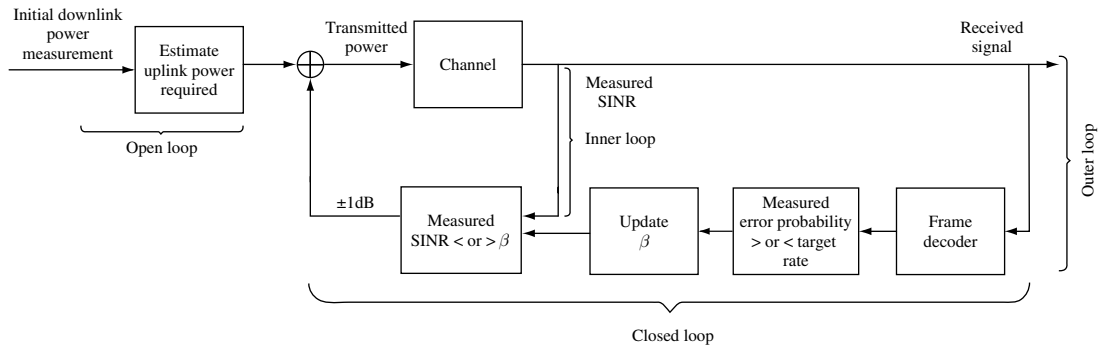 Initial downlink
power
measurement
Estimate
uplink power
required
Open loop
Transmitted
power
Channel
Received
signal
Measured
SINR
Inner loop
Outer loop
±1dB
Measured
SINR < or > β
Update
β
Measured
error probability
> or < target
rate
Frame
decoder
Closed loop